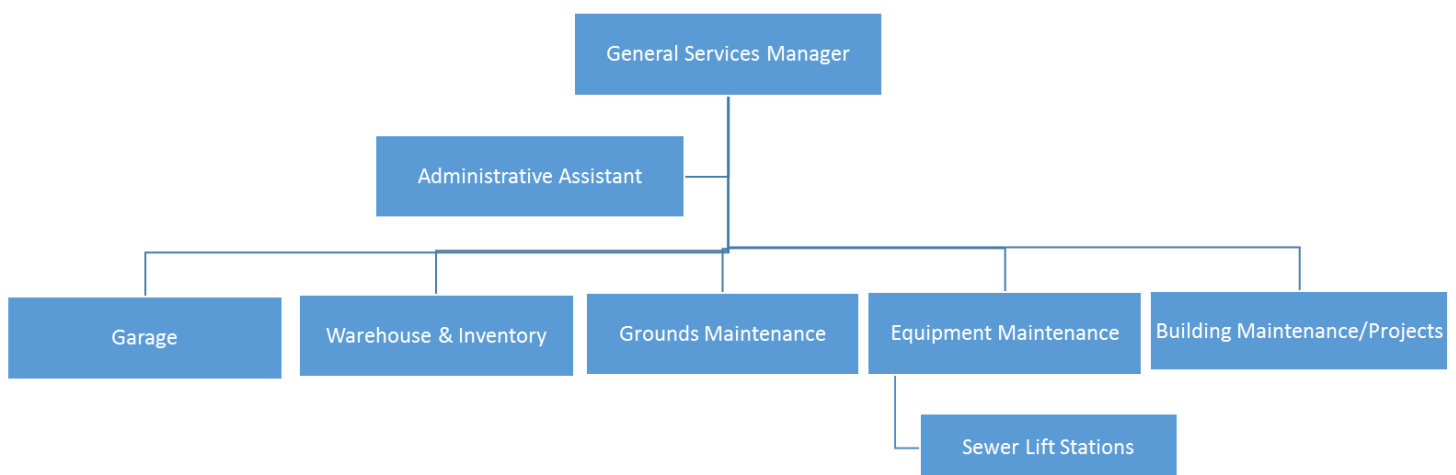 General Services Manager
Administrative Assistant
Garage
Warehouse & Inventory
Grounds Maintenance
Equipment Maintenance
Building Maintenance/Projects
Sewer Lift Stations